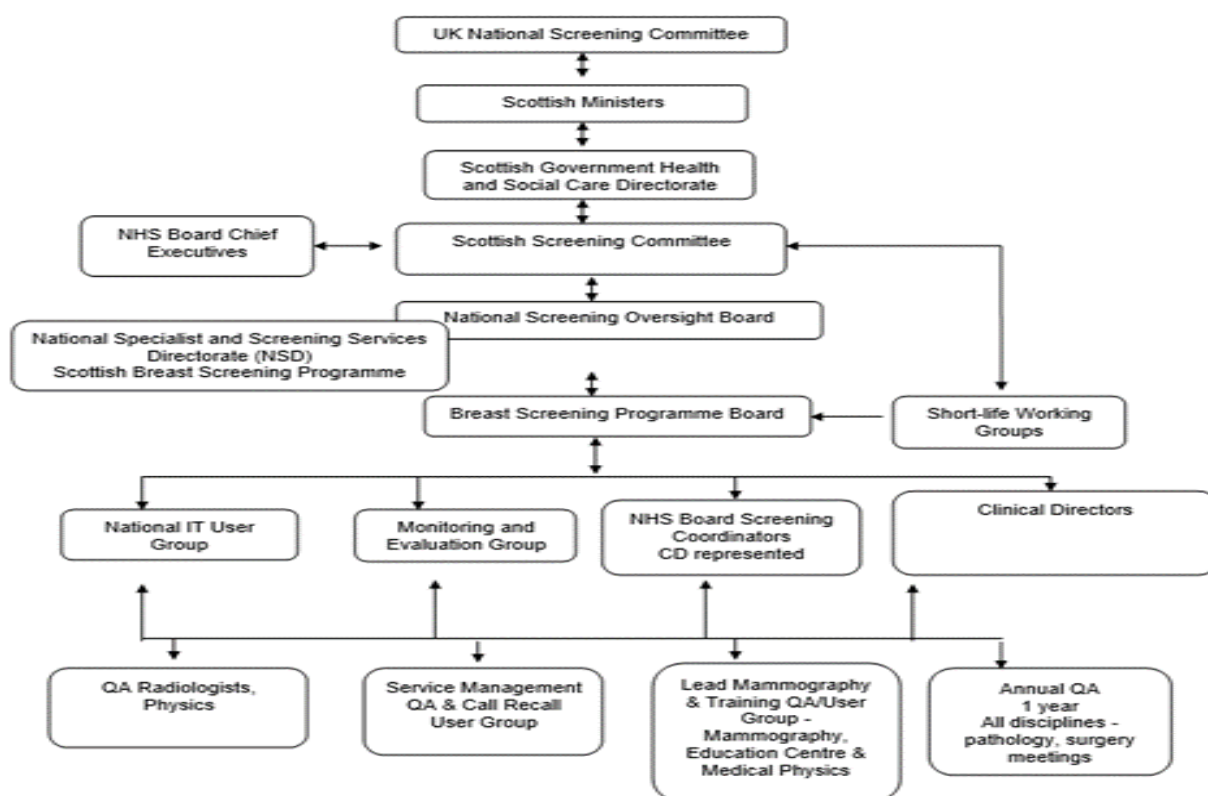 UK National Screening Committee
Scottish Ministers
Scottish Government Health
and Social Care Directorate
NHS Board Chief
Executives
Scottish Screening Committee
National Screening Oversight Board
National Specialist and Screening Services
Directorate (NSD)
Scottish Breast Screening Programme
Breast Screening Programme Board
Short-life Working
Groups
National IT User
Group
Monitoring and
Evaluation Group
NHS Board Screening
Coordinators
CD represented
Clinical Directors
QA Radiologists,
Physics
Service Management
QA & Call Recall
User Group
Lead Mammography
& Training QA/User
Group -
Mammography,
Education Centre &
Medical Physics
Annual QA
1 year
All disciplines -
pathology, surgery
meetings